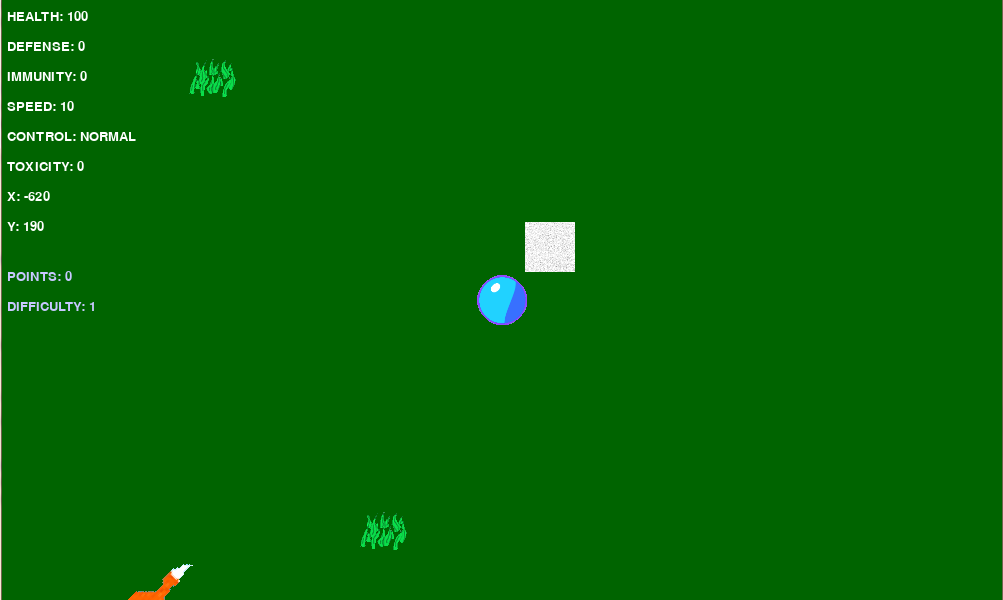 HEALTH: 100
DEFENSE: 0
IMMUNITY: 0
SPEED: 10
CONTROL: NORMAL
TOXICITY: 0
X: -620
Y: 190
POINTS: 0
DIFFICULTY: 1